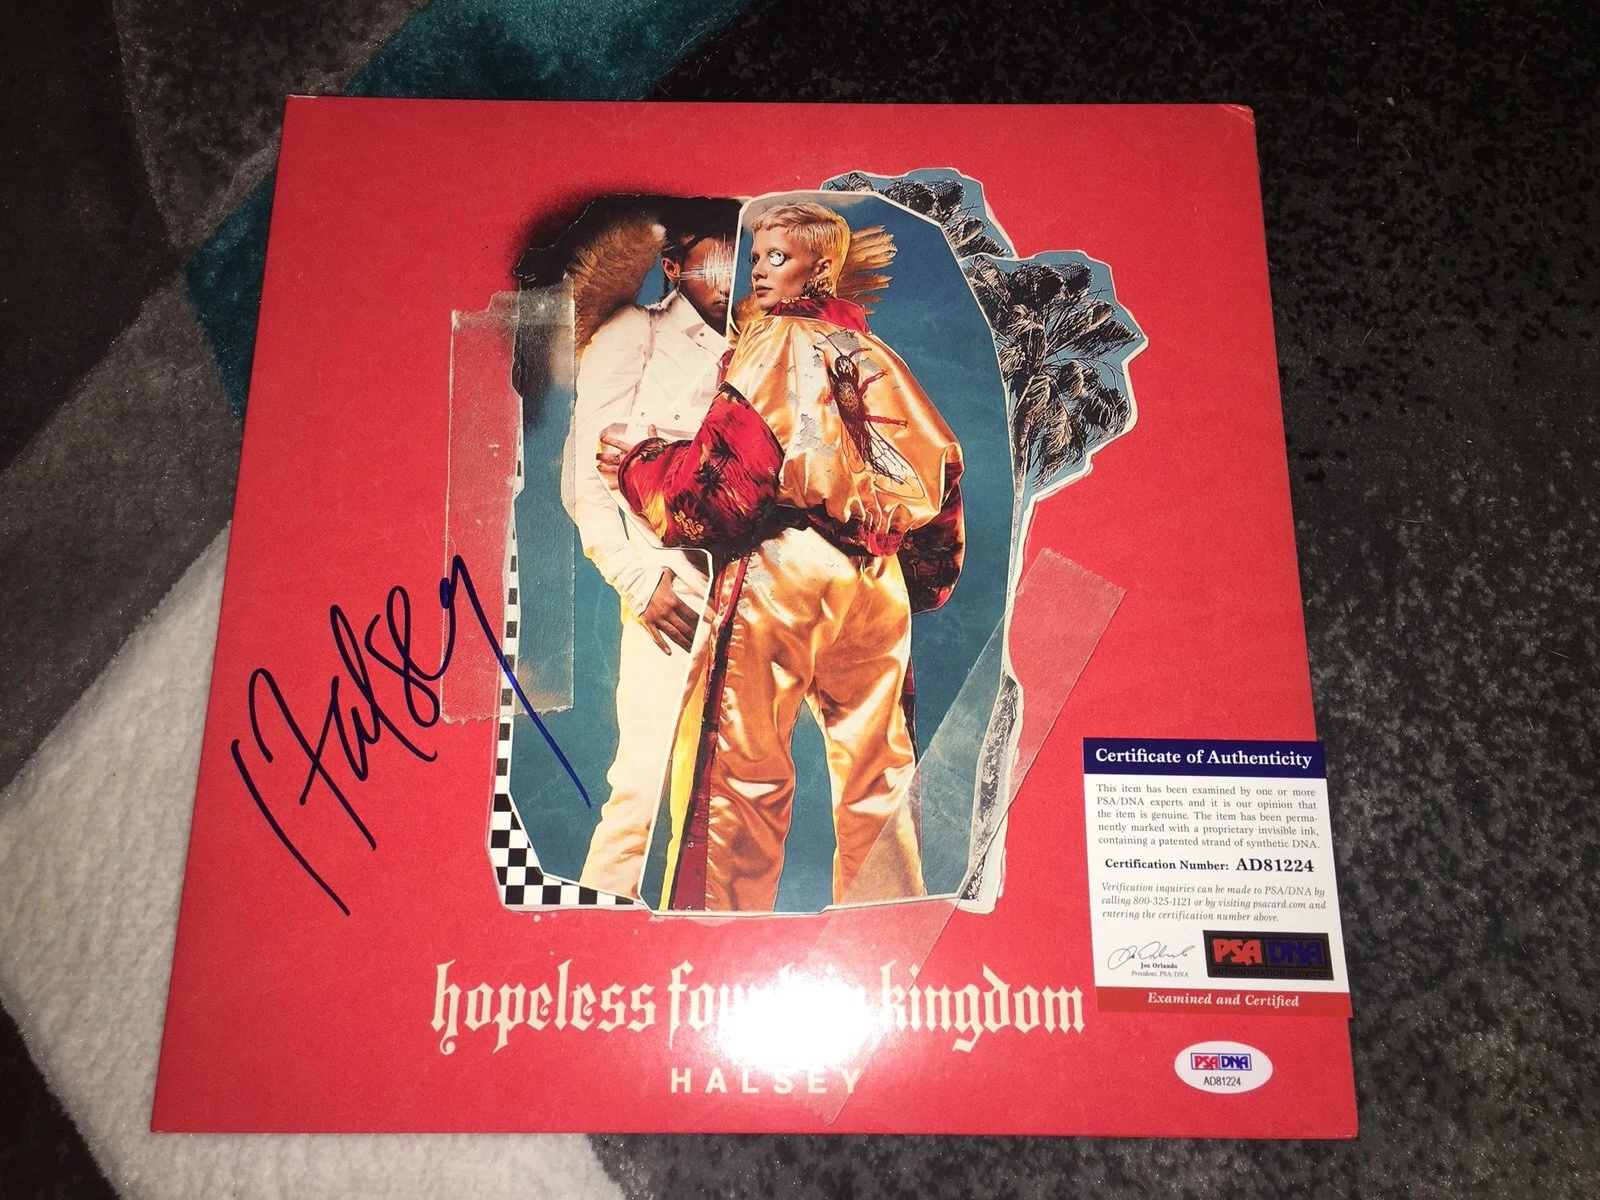 Halsey
hopeless kingdom
HALSEY
Certificate of Authenticity
This item has been examined by one or more
PSA/DNA experts and it is our opinion that
the item is genuine. The item has been perma-
nently marked with a proprietary invisible ink,
containing a patented strand of synthetic DNA.
Certification Number: AD81224
Verification inquiries can be made to PSA/DNA by
calling 800-325-1121 or by visiting psacard.com and
entering the certification number above.
Joe Orlando
President, PSA/DNA
PSA DNA
AUTHENTICATION SERVICES
Examined and Certified
PSA DNA
AD81224